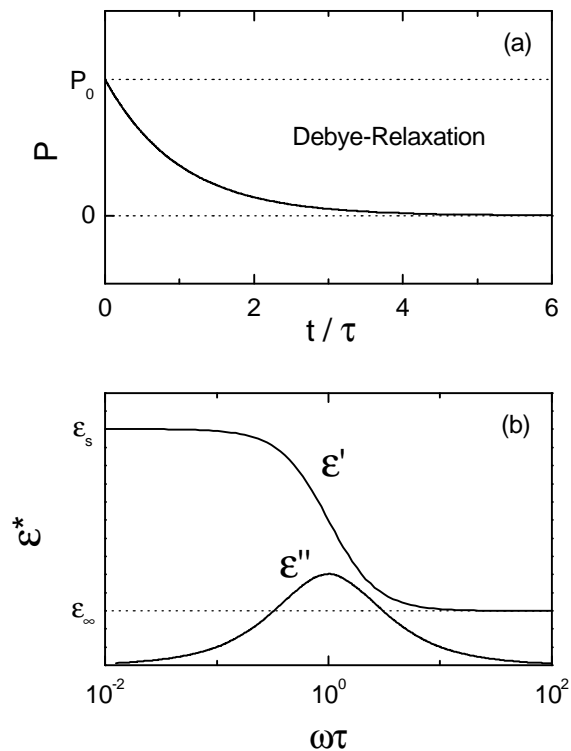 (a)
P₀
P
Debye-Relaxation
0
0 2 4 6
t / τ
(b)
εₛ
ε'
ε*
ε''
ε∞
10⁻² 10⁰ 10²
ωτ